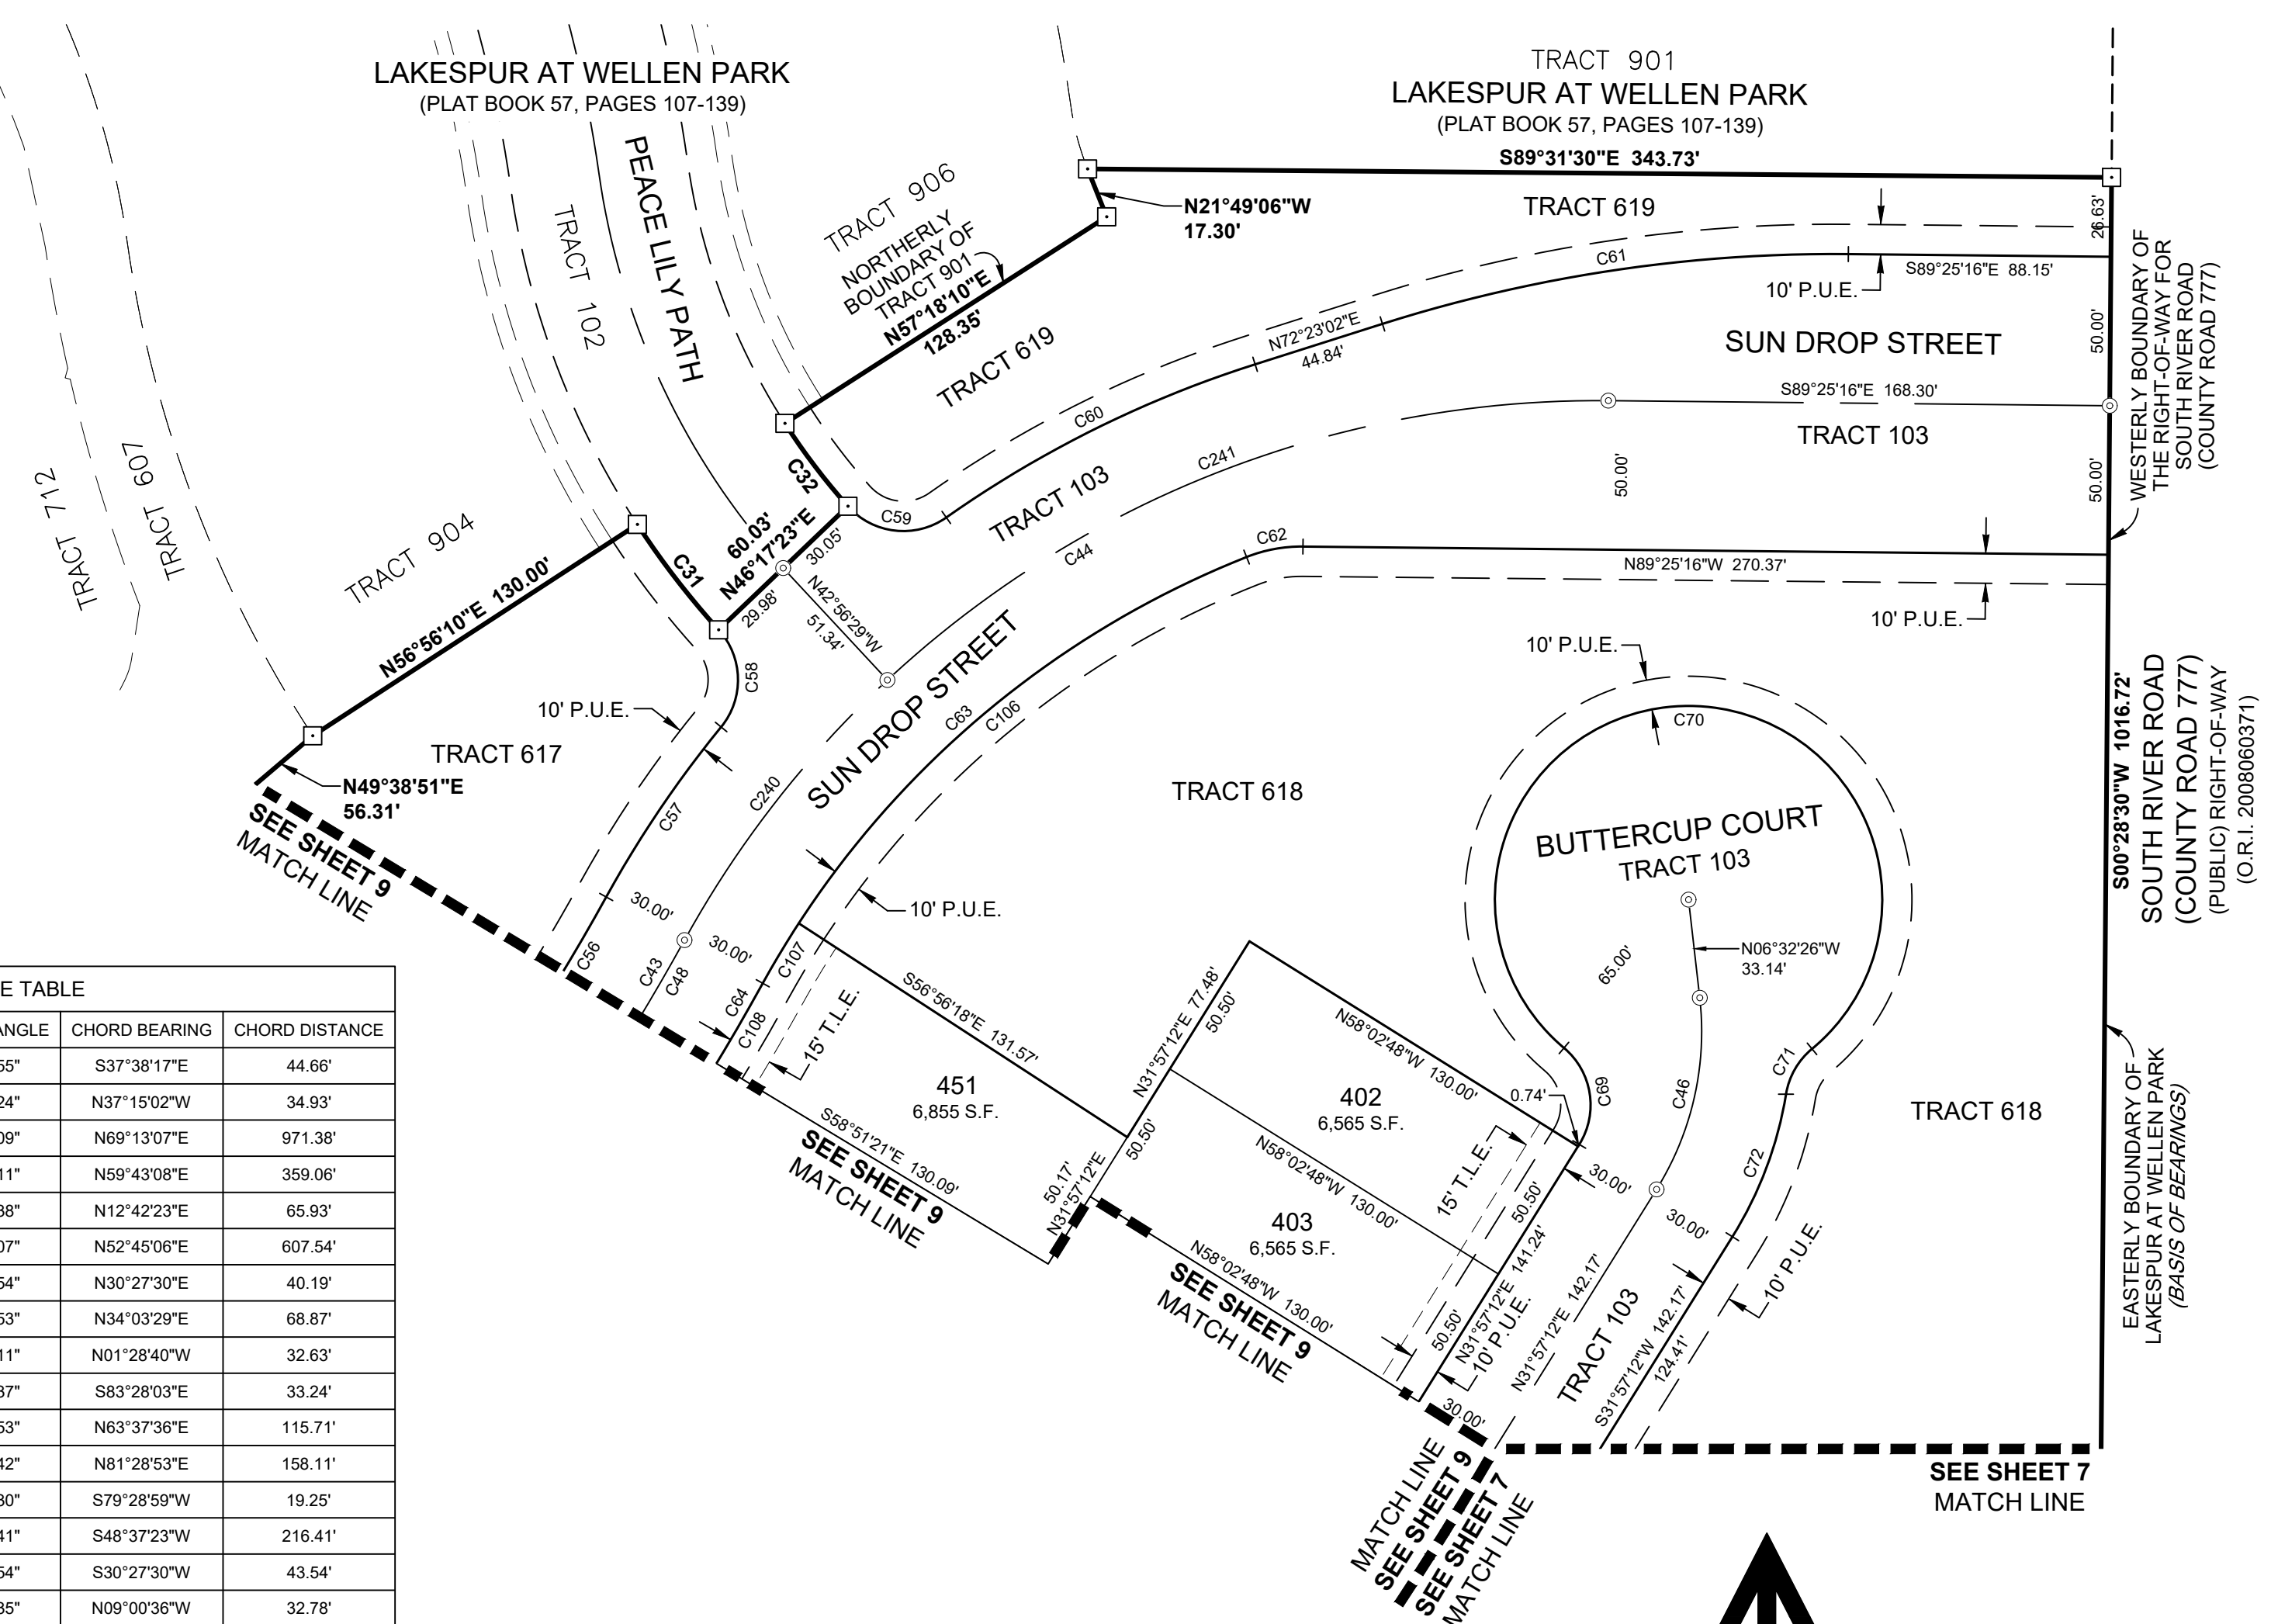 LAKESPUR AT WELLEN PARK
(PLAT BOOK 57, PAGES 107-139)
TRACT 901
LAKESPUR AT WELLEN PARK
(PLAT BOOK 57, PAGES 107-139)
S89°31'30"E 343.73'
TRACT 712
TRACT 607
TRACT 904
TRACT 102
PEACE LILY PATH
TRACT 906
NORTHERLY
BOUNDARY OF
TRACT 901
N57°18'10"E
128.35'
N21°49'06"W
17.30'
TRACT 619
TRACT 619
26.63'
C61
S89°25'16"E 88.15'
10' P.U.E.
N72°23'02"E
44.84'
SUN DROP STREET
50.00'
S89°25'16"E 168.30'
TRACT 103
50.00'
50.00'
WESTERLY BOUNDARY OF
THE RIGHT-OF-WAY FOR
SOUTH RIVER ROAD
(COUNTY ROAD 777)
C60
C241
TRACT 103
C32
C59
C44
C62
N89°25'16"W 270.37'
10' P.U.E.
N56°56'10"E 130.00'
C31
60.03'
N46°17'23"E
30.05'
29.98'
N42°56'29"W
51.34'
C58
10' P.U.E.
TRACT 617
N49°38'51"E
56.31'
SEE SHEET 9
MATCH LINE
C57
C240
SUN DROP STREET
C63
C106
30.00'
30.00'
C56
C43
C48
C64
C107
C108
10' P.U.E.
15' T.L.E.
TRACT 618
10' P.U.E.
C70
BUTTERCUP COURT
TRACT 103
65.00'
N06°32'26"W
33.14'
C69
C46
C71
C72
TRACT 618
S00°28'30"W 1016.72'
SOUTH RIVER ROAD
(COUNTY ROAD 777)
(PUBLIC) RIGHT-OF-WAY
(O.R.I. 2008060371)
EASTERLY BOUNDARY OF
LAKESPUR AT WELLEN PARK
(BASIS OF BEARINGS)
S56°56'18"E 131.57'
451
6,855 S.F.
S58°51'21"E 130.09'
SEE SHEET 9
MATCH LINE
N31°57'12"E 77.48'
50.50'
50.50'
50.17'
N31°57'12"E
N58°02'48"W 130.00'
402
6,565 S.F.
0.74'
N58°02'48"W 130.00'
15' T.L.E.
403
6,565 S.F.
N58°02'48"W 130.00'
SEE SHEET 9
MATCH LINE
50.50'
50.50'
N31°57'12"E 141.24'
10' P.U.E.
30.00'
30.00'
30.00'
N31°57'12"E 142.17'
TRACT 103
S31°57'12"W 142.17'
124.41'
10' P.U.E.
SEE SHEET 7
MATCH LINE
MATCH LINE
SEE SHEET 9
SEE SHEET 7
MATCH LINE
E TABLE
ANGLE CHORD BEARING CHORD DISTANCE
55" S37°38'17"E 44.66'
24" N37°15'02"W 34.93'
09" N69°13'07"E 971.38'
11" N59°43'08"E 359.06'
38" N12°42'23"E 65.93'
07" N52°45'06"E 607.54'
54" N30°27'30"E 40.19'
53" N34°03'29"E 68.87'
11" N01°28'40"W 32.63'
37" S83°28'03"E 33.24'
53" N63°37'36"E 115.71'
42" N81°28'53"E 158.11'
30" S79°28'59"W 19.25'
41" S48°37'23"W 216.41'
54" S30°27'30"W 43.54'
35" N09°00'36"W 32.78'